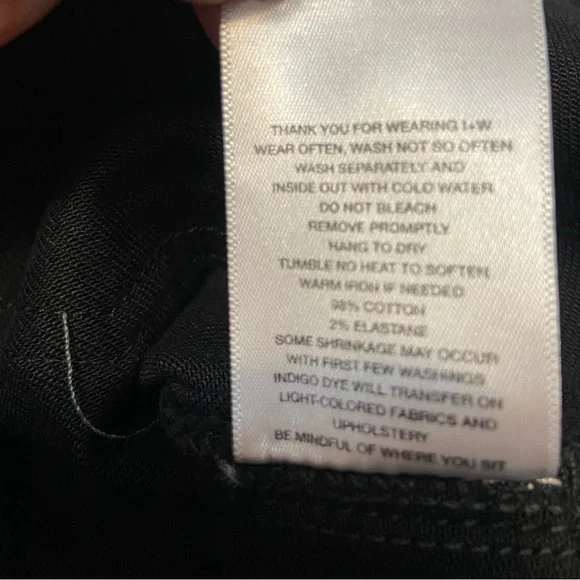 THANK YOU FOR WEARING I+W
WEAR OFTEN, WASH NOT SO OFTEN
WASH SEPARATELY AND
INSIDE OUT WITH COLD WATER
DO NOT BLEACH
REMOVE PROMPTLY
HANG TO DRY
TUMBLE NO HEAT TO SOFTEN
WARM IRON IF NEEDED
98% COTTON
2% ELASTANE
SOME SHRINKAGE MAY OCCUR
WITH FIRST FEW WASHINGS
INDIGO DYE WILL TRANSFER ON
LIGHT-COLORED FABRICS AND
UPHOLSTERY
BE MINDFUL OF WHERE YOU SIT